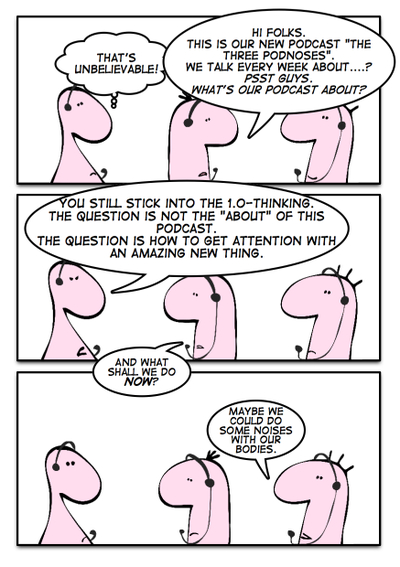 THAT'S
UNBELIEVABLE!
HI FOLKS.
THIS IS OUR NEW PODCAST "THE
THREE PODNOSES".
WE TALK EVERY WEEK ABOUT....?
PSST GUYS.
WHAT'S OUR PODCAST ABOUT?
YOU STILL STICK INTO THE 1.0-THINKING.
THE QUESTION IS NOT THE "ABOUT" OF THIS
PODCAST.
THE QUESTION IS HOW TO GET ATTENTION WITH
AN AMAZING NEW THING.
AND WHAT
SHALL WE DO
NOW?
MAYBE WE
COULD DO
SOME NOISES
WITH OUR
BODIES.